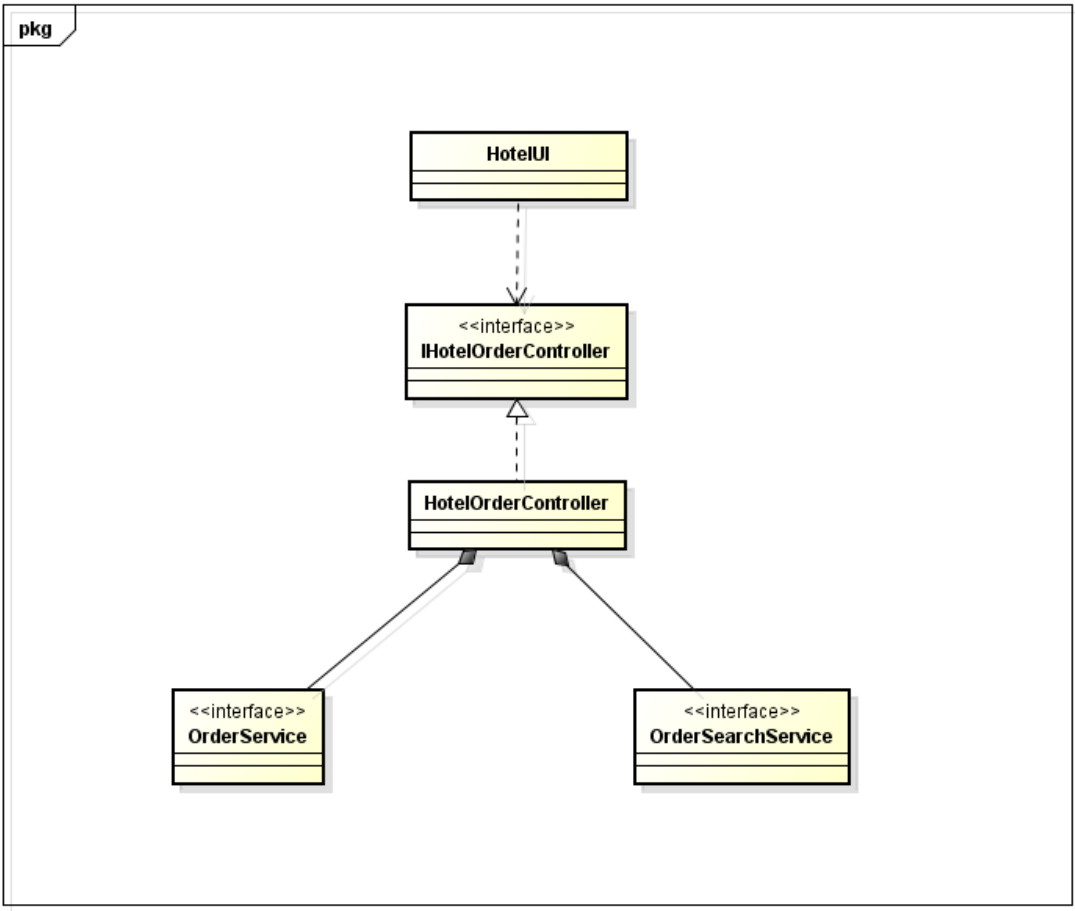 pkg
HotelUI
<<interface>>
IHotelOrderController
HotelOrderController
<<interface>>
OrderService
<<interface>>
OrderSearchService